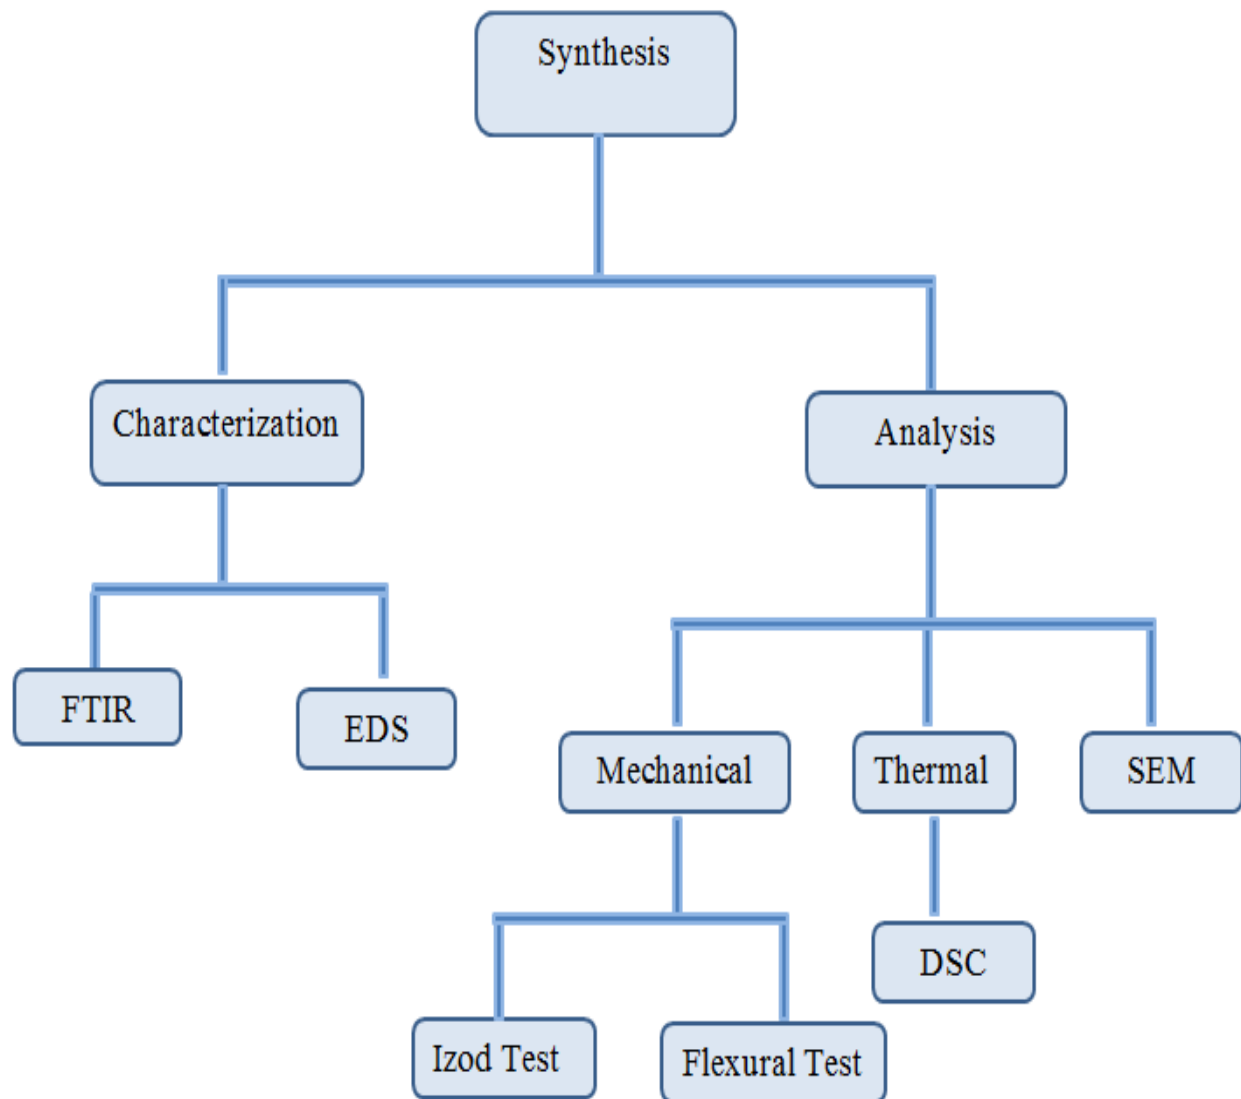 Synthesis
Characterization
Analysis
FTIR
EDS
Mechanical
Thermal
SEM
DSC
Izod Test
Flexural Test